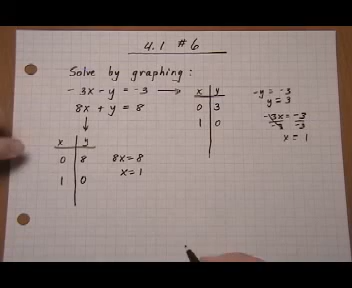 4.1 #6
Solve by graphing:
-3x - y = -3 →
8x + y = 8
↓
x | y
0 | 8
1 | 0
8x = 8
x = 1
x | y
0 | 3
1 | 0
-y = -3
y = 3
-3x = -3
-3 -3
x = 1